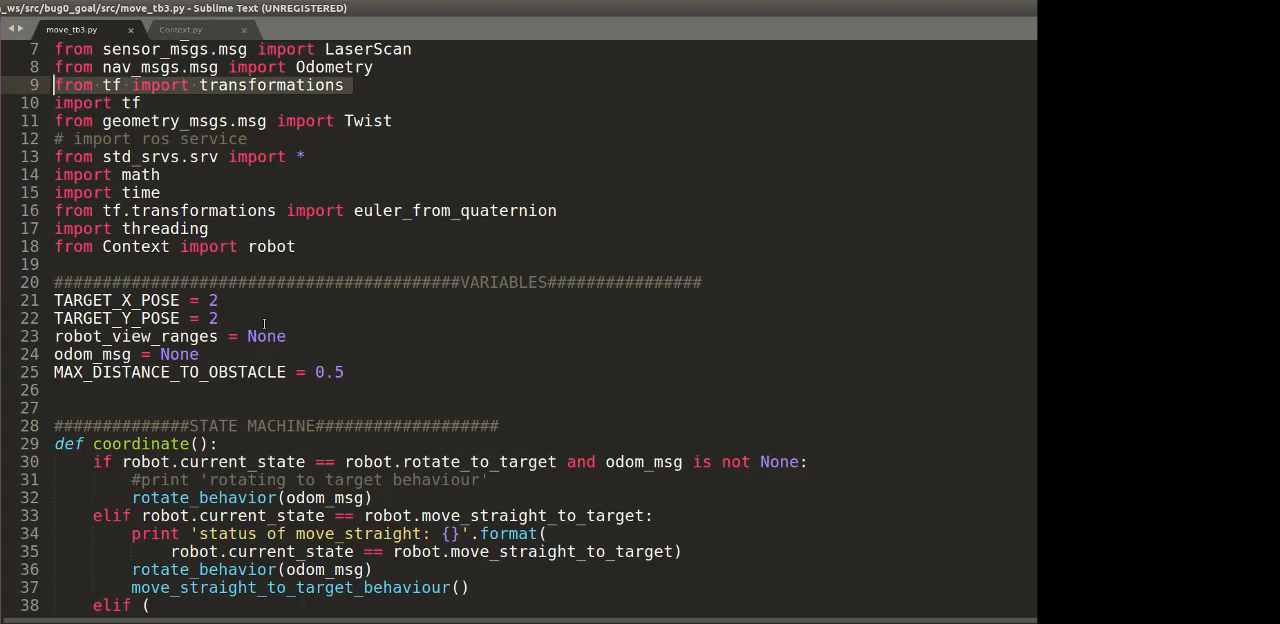 _ws/src/bug0_goal/src/move_tb3.py - Sublime Text (UNREGISTERED)
move_tb3.py × Context.py ×
7 from sensor_msgs.msg import LaserScan
8 from nav_msgs.msg import Odometry
9 from tf import transformations
10 import tf
11 from geometry_msgs.msg import Twist
12 # import ros service
13 from std_srvs.srv import *
14 import math
15 import time
16 from tf.transformations import euler_from_quaternion
17 import threading
18 from Context import robot
19
20 ##########################################VARIABLES################
21 TARGET_X_POSE = 2
22 TARGET_Y_POSE = 2
23 robot_view_ranges = None
24 odom_msg = None
25 MAX_DISTANCE_TO_OBSTACLE = 0.5
26
27
28 ##############STATE MACHINE###################
29 def coordinate():
30     if robot.current_state == robot.rotate_to_target and odom_msg is not None:
31         #print 'rotating to target behaviour'
32         rotate_behavior(odom_msg)
33     elif robot.current_state == robot.move_straight_to_target:
34         print 'status of move_straight: {}'.format(
35             robot.current_state == robot.move_straight_to_target)
36         rotate_behavior(odom_msg)
37         move_straight_to_target_behaviour()
38     elif (